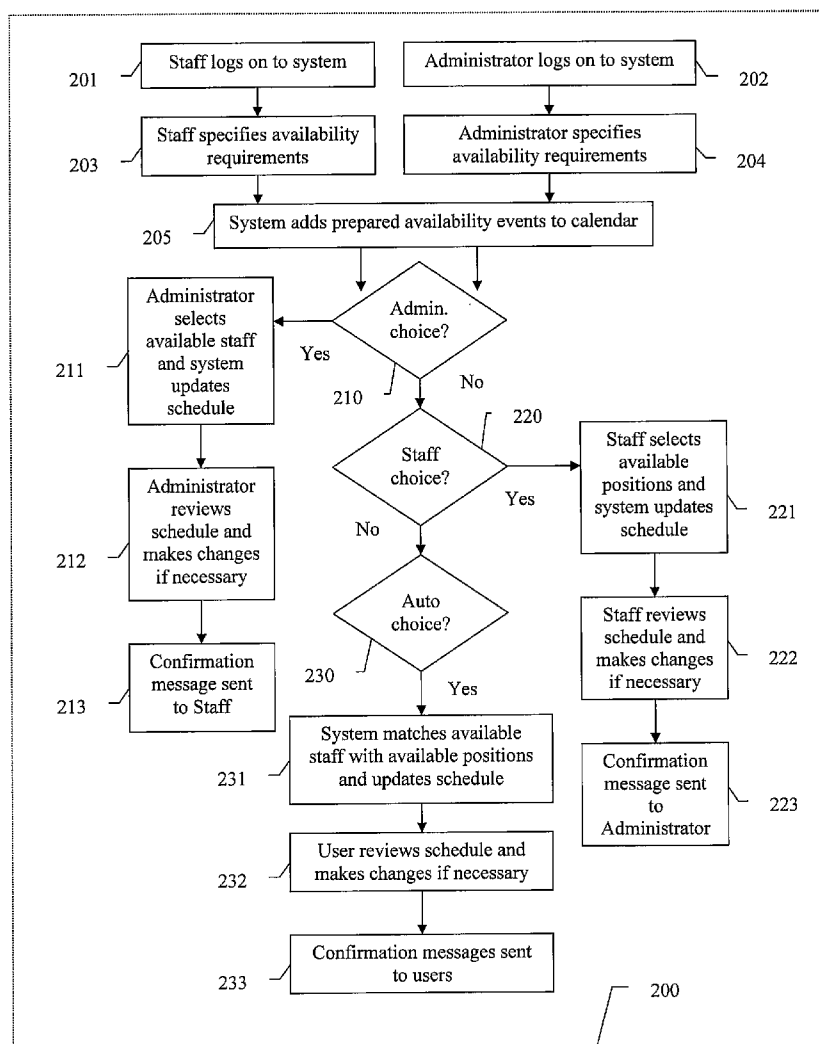 Staff logs on to system
Administrator logs on to system
201
202
Staff specifies availability
requirements
Administrator specifies
availability requirements
203
204
System adds prepared availability events to calendar
205
Administrator
selects
available staff
and system
updates
schedule
Admin.
choice?
Yes
211
210
No
220
Staff
choice?
Staff selects
available
positions and
system updates
schedule
Yes
221
Administrator
reviews
schedule and
makes changes
if necessary
No
212
Auto
choice?
Staff reviews
schedule and
makes changes
if necessary
222
230
Confirmation
message sent
to Staff
213
Yes
System matches available
staff with available positions
and updates schedule
231
Confirmation
message sent
to
Administrator
223
User reviews schedule and
makes changes if necessary
232
Confirmation messages sent
to users
233
200